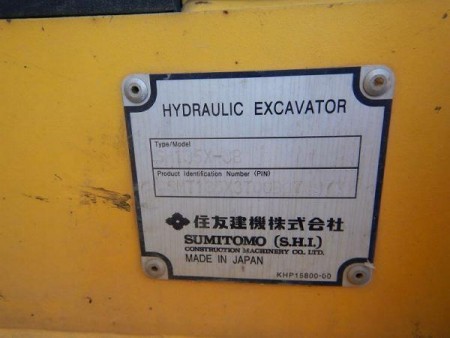 HYDRAULIC EXCAVATOR
Type/Model
Product Identification Number (PIN)
住友建機株式会社
SUMITOMO (S.H.I.)
CONSTRUCTION MACHINERY CO. LTD.
MADE IN JAPAN
KHP15800-00